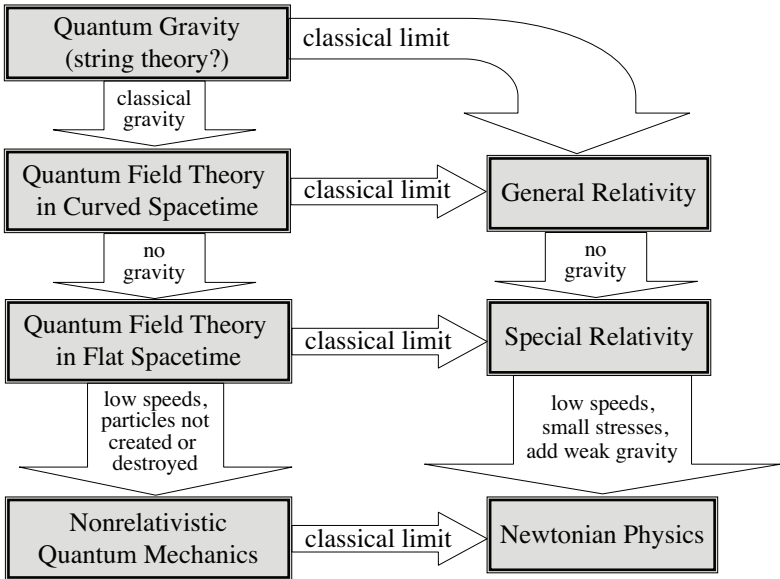 Quantum Gravity
(string theory?)
classical limit
classical
gravity
Quantum Field Theory
in Curved Spacetime
classical limit
General Relativity
no
gravity
no
gravity
Quantum Field Theory
in Flat Spacetime
classical limit
Special Relativity
low speeds,
particles not
created or
destroyed
low speeds,
small stresses,
add weak gravity
Nonrelativistic
Quantum Mechanics
classical limit
Newtonian Physics